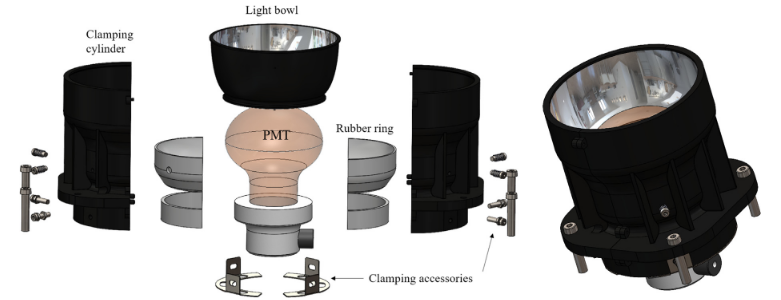 Light bowl
Clamping
cylinder
PMT
Rubber ring
Clamping accessories